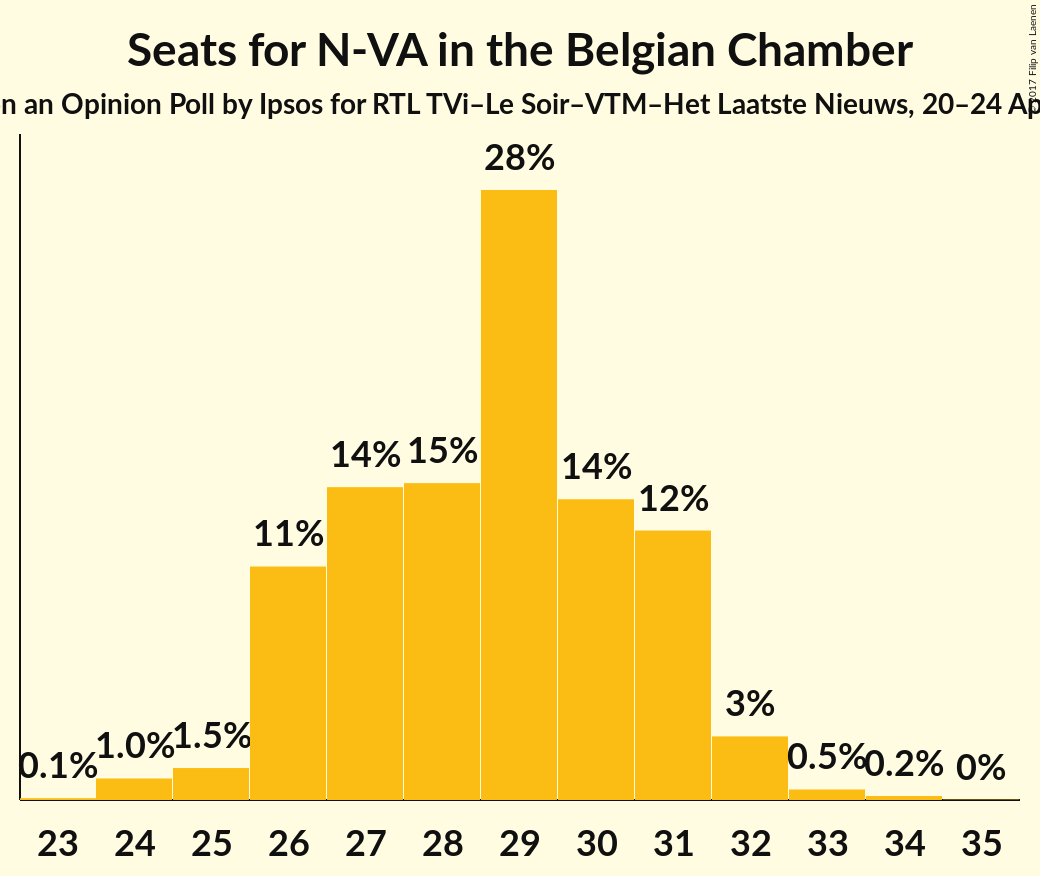 Seats for N-VA in the Belgian Chamber
n an Opinion Poll by Ipsos for RTL TVi–Le Soir–VTM–Het Laatste Nieuws, 20–24 Ap
2017 Filip van Laenen
28%
14% 15% 14%
12%
11%
3%
0.1% 1.0% 1.5% 0.5% 0.2% 0%
23 24 25 26 27 28 29 30 31 32 33 34 35